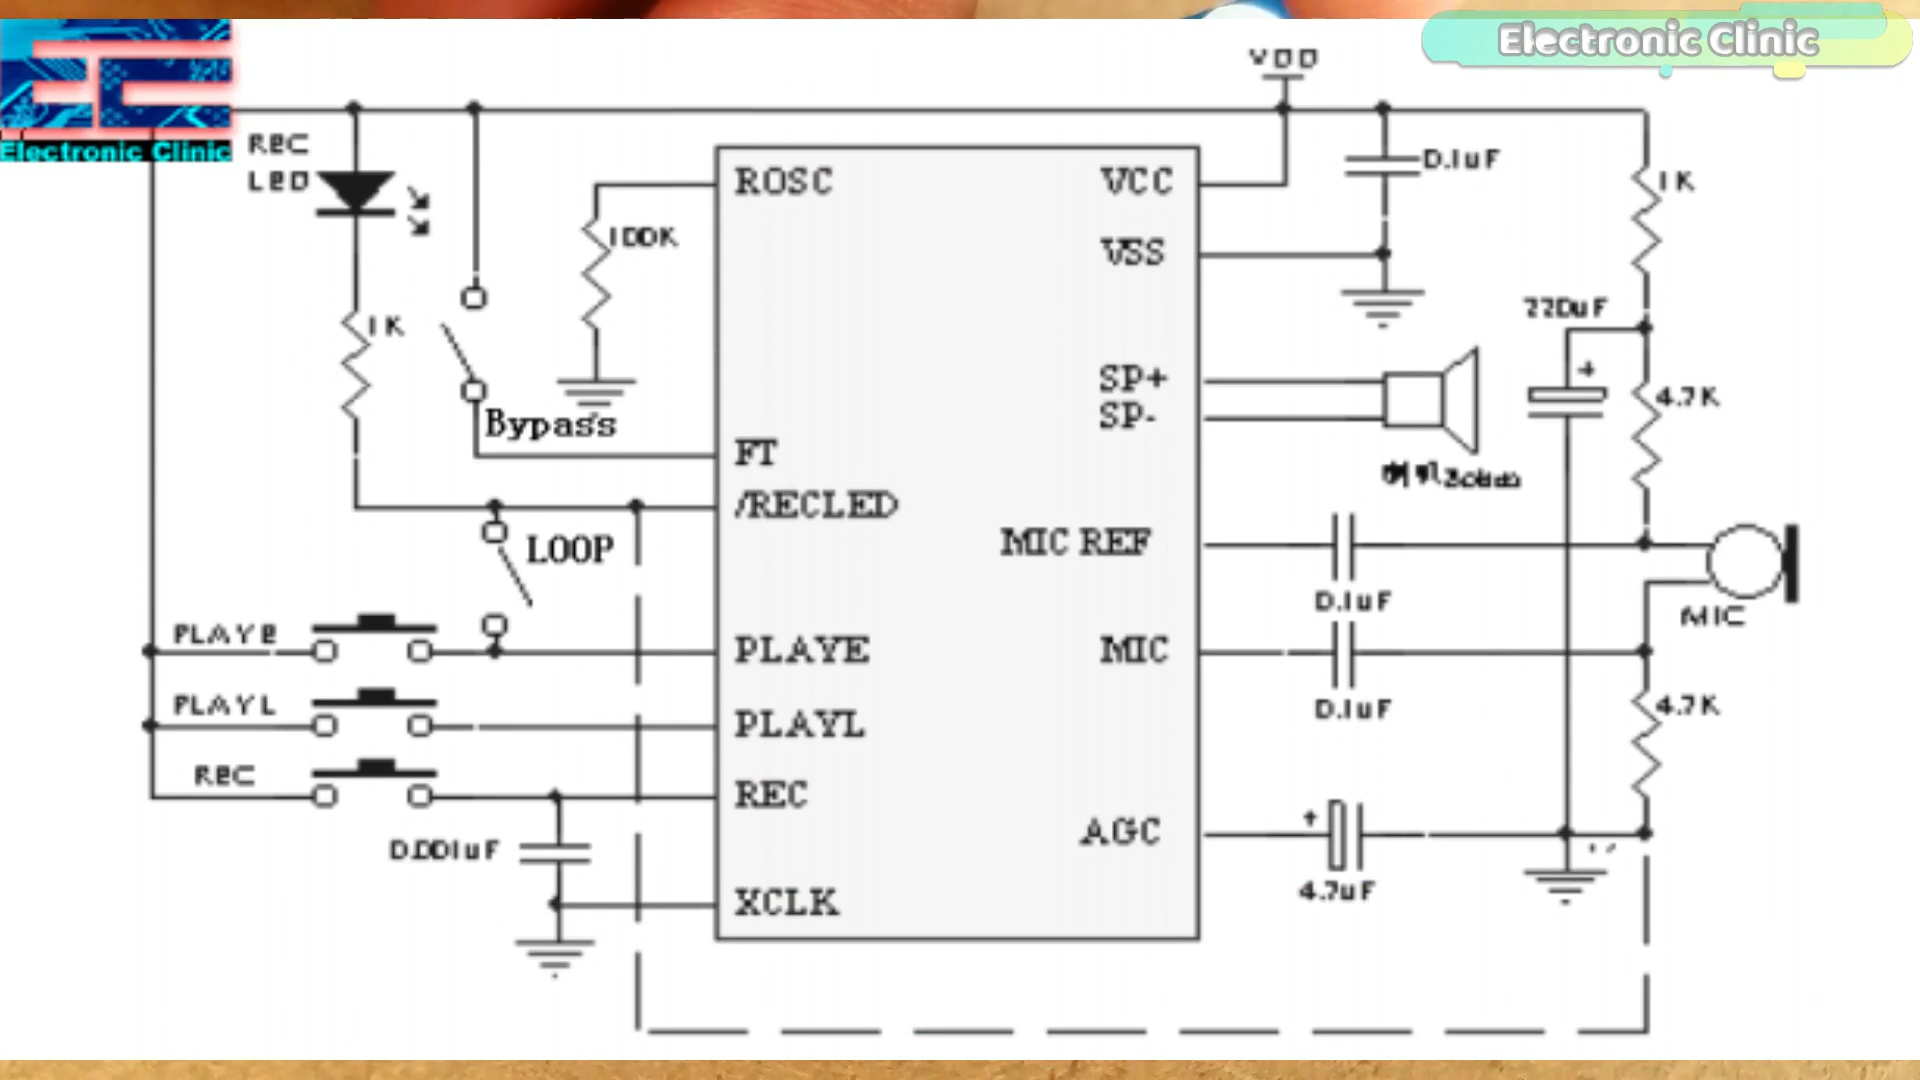 Electronic Clinic
VDD
Electronic Clinic
REC
LED
0.1uF
ROSC
VCC
1K
100K
VSS
220uF
1K
+
SP+
4.7K
SP-
Bypass
FT
/RECLED
MIC REF
LOOP
0.1uF
MIC
PLAYE
PLAYE
MIC
PLAYL
4.7K
PLAYL
0.1uF
REC
REC
+
AGC
0.001uF
4.7uF
XCLK